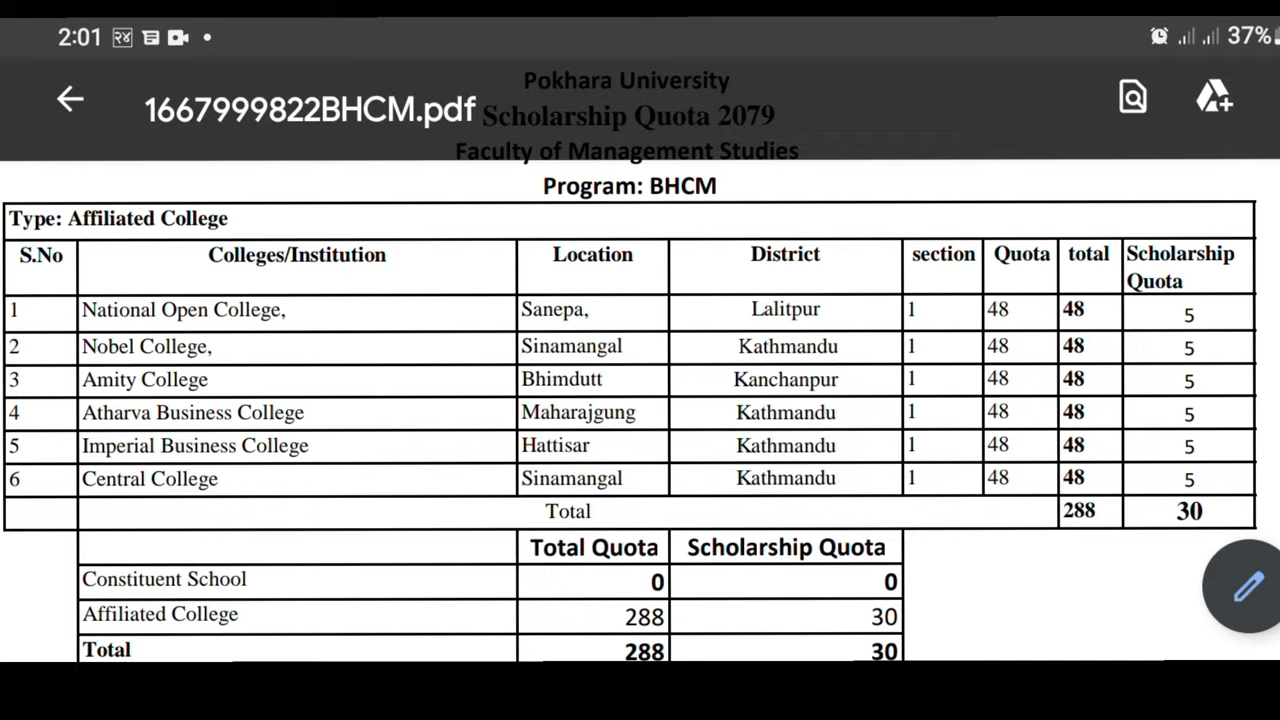 2:01 २४ 37%
Pokhara University
1667999822BHCM.pdf
Scholarship Quota 2079
Faculty of Management Studies
Program: BHCM
Type: Affiliated College
S.No Colleges/Institution Location District section Quota total Scholarship Quota
1 National Open College, Sanepa, Lalitpur 1 48 48 5
2 Nobel College, Sinamangal Kathmandu 1 48 48 5
3 Amity College Bhimdutt Kanchanpur 1 48 48 5
4 Atharva Business College Maharajgung Kathmandu 1 48 48 5
5 Imperial Business College Hattisar Kathmandu 1 48 48 5
6 Central College Sinamangal Kathmandu 1 48 48 5
Total 288 30
Total Quota Scholarship Quota
Constituent School 0 0
Affiliated College 288 30
Total 288 30